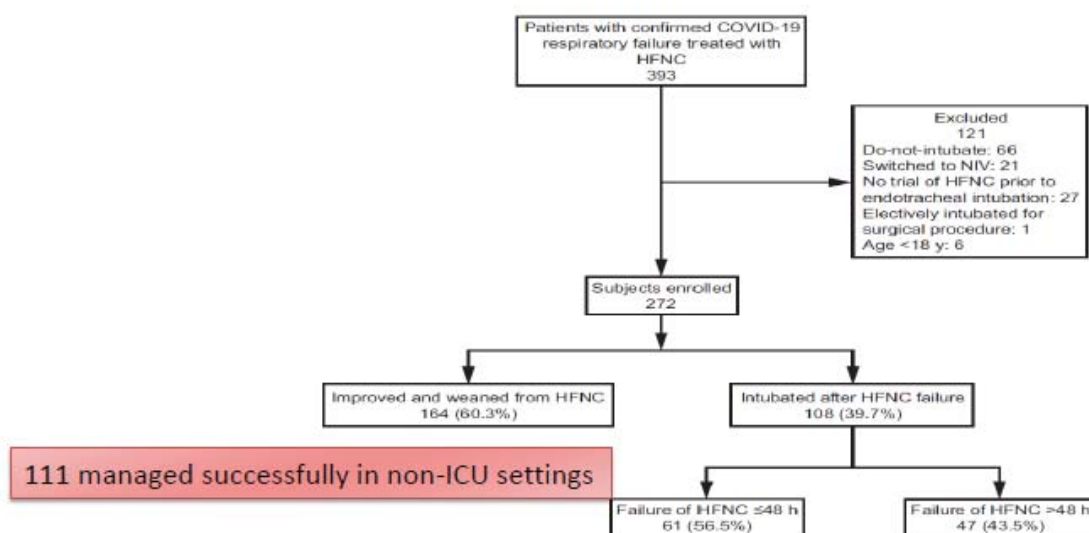 Patients with confirmed COVID-19
respiratory failure treated with
HFNC
393
Excluded
121
Do-not-intubate: 66
Switched to NIV: 21
No trial of HFNC prior to
endotracheal intubation: 27
Electively intubated for
surgical procedure: 1
Age <18 y: 6
Subjects enrolled
272
Improved and weaned from HFNC
164 (60.3%)
Intubated after HFNC failure
108 (39.7%)
111 managed successfully in non-ICU settings
Failure of HFNC ≤48 h
61 (56.5%)
Failure of HFNC >48 h
47 (43.5%)